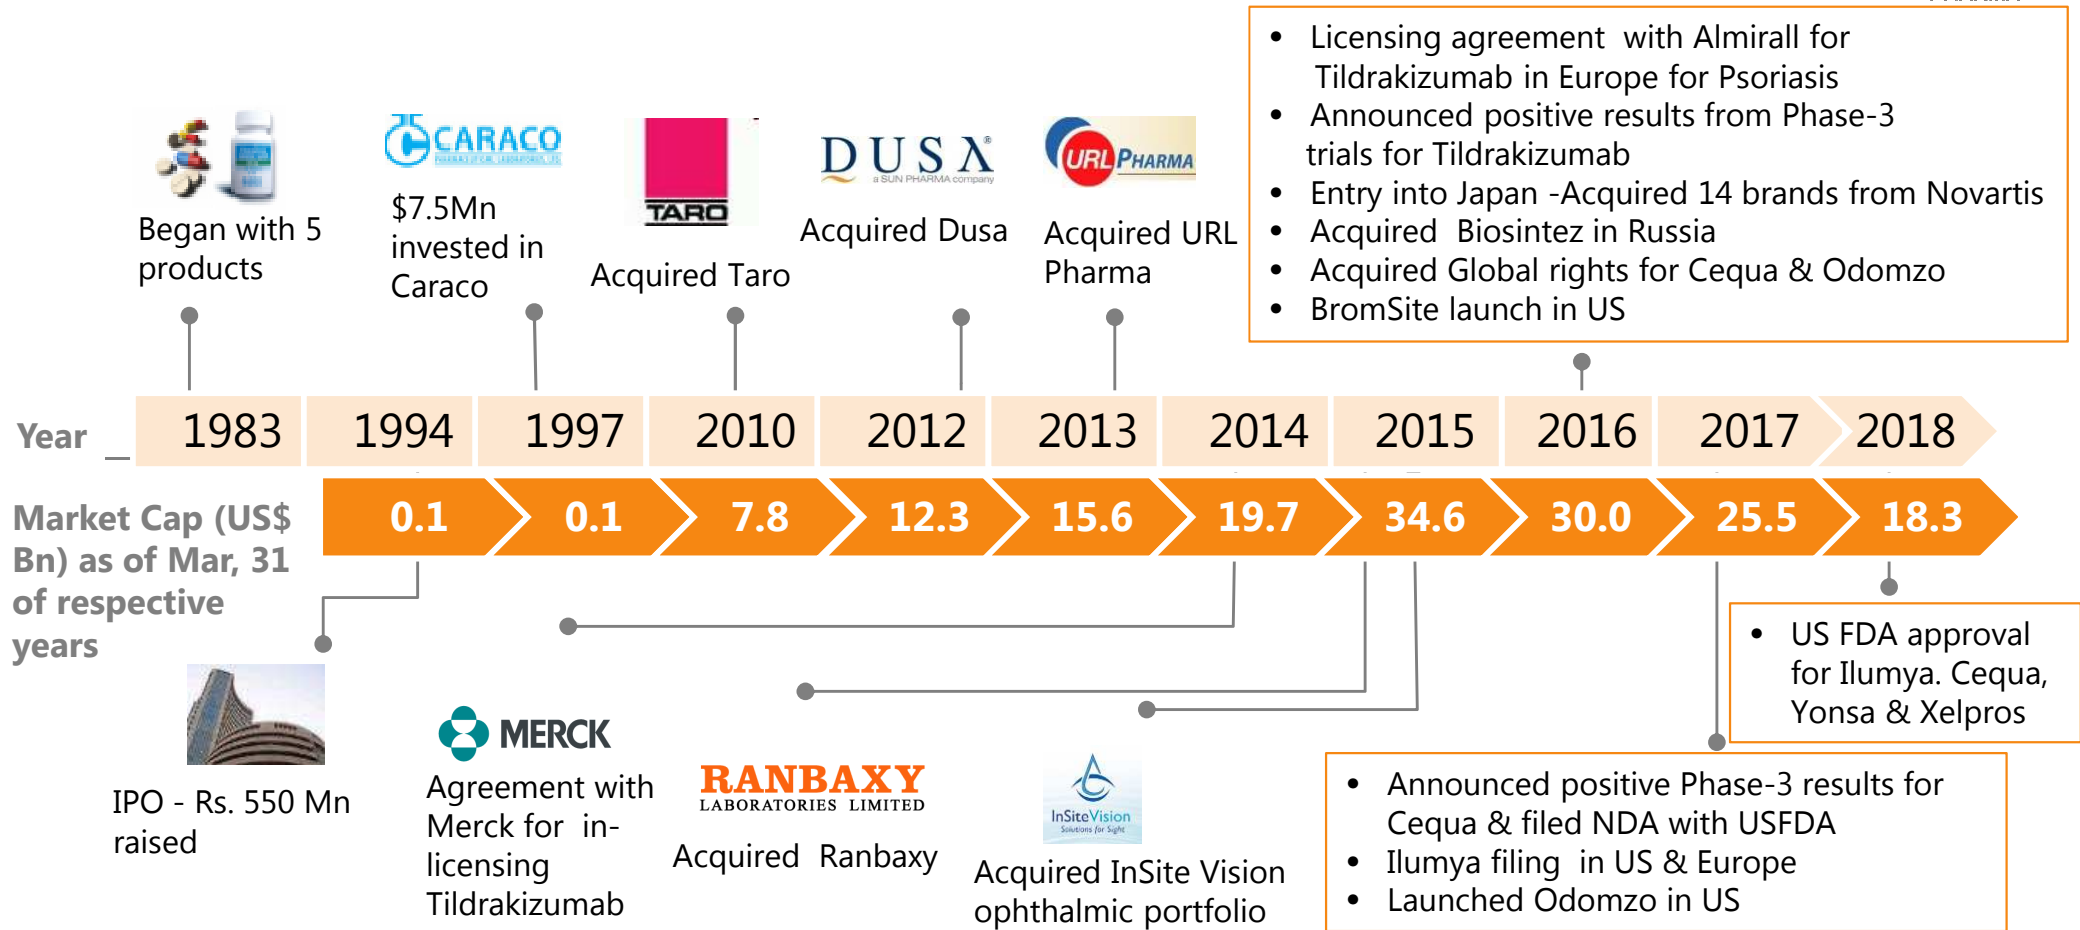 • Licensing agreement with Almirall for
Tildrakizumab in Europe for Psoriasis
• Announced positive results from Phase-3
trials for Tildrakizumab
• Entry into Japan -Acquired 14 brands from Novartis
• Acquired Biosintez in Russia
• Acquired Global rights for Cequa & Odomzo
• BromSite launch in US
Began with 5
products
CARACO
PHARMACEUTICAL LABORATORIES, LTD.
$7.5Mn
invested in
Caraco
TARO
Acquired Taro
DUSA®
a SUN PHARMA company
Acquired Dusa
URL PHARMA
Acquired URL
Pharma
Year 1983 1994 1997 2010 2012 2013 2014 2015 2016 2017 2018
Market Cap (US$
Bn) as of Mar, 31
of respective
years
0.1 0.1 7.8 12.3 15.6 19.7 34.6 30.0 25.5 18.3
IPO - Rs. 550 Mn
raised
MERCK
Agreement with
Merck for in-
licensing
Tildrakizumab
RANBAXY
LABORATORIES LIMITED
Acquired Ranbaxy
InSiteVision
Solutions for Sight
Acquired InSite Vision
ophthalmic portfolio
• US FDA approval
for Ilumya. Cequa,
Yonsa & Xelpros
• Announced positive Phase-3 results for
Cequa & filed NDA with USFDA
• Ilumya filing in US & Europe
• Launched Odomzo in US